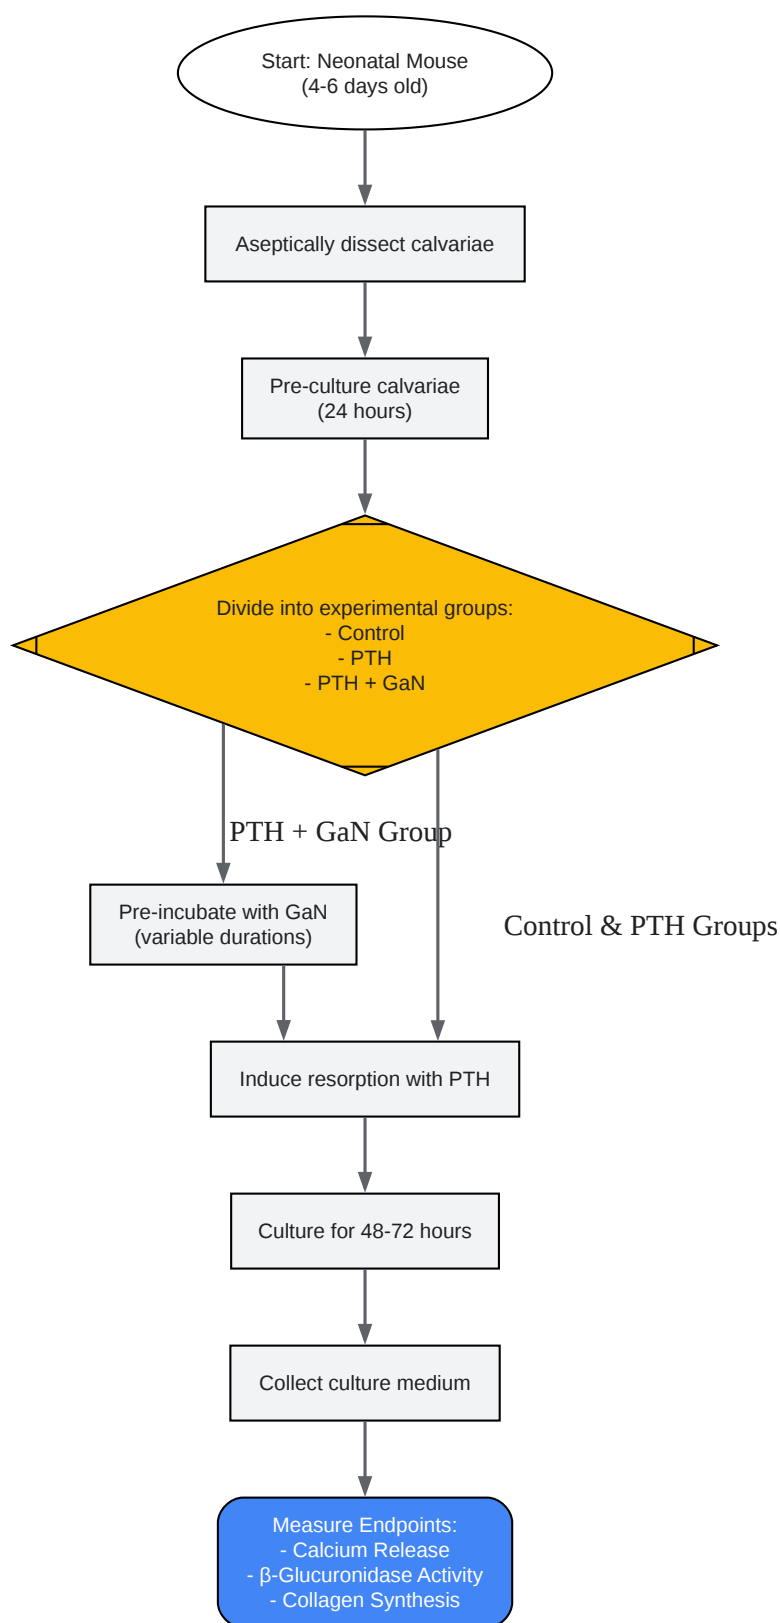 Start: Neonatal Mouse
(4-6 days old)
Aseptically dissect calvariae
Pre-culture calvariae
(24 hours)
Divide into experimental groups:
- Control
- PTH
- PTH + GaN
PTH + GaN Group
Pre-incubate with GaN
(variable durations)
Control & PTH Groups
Induce resorption with PTH
Culture for 48-72 hours
Collect culture medium
Measure Endpoints:
- Calcium Release
- β-Glucuronidase Activity
- Collagen Synthesis